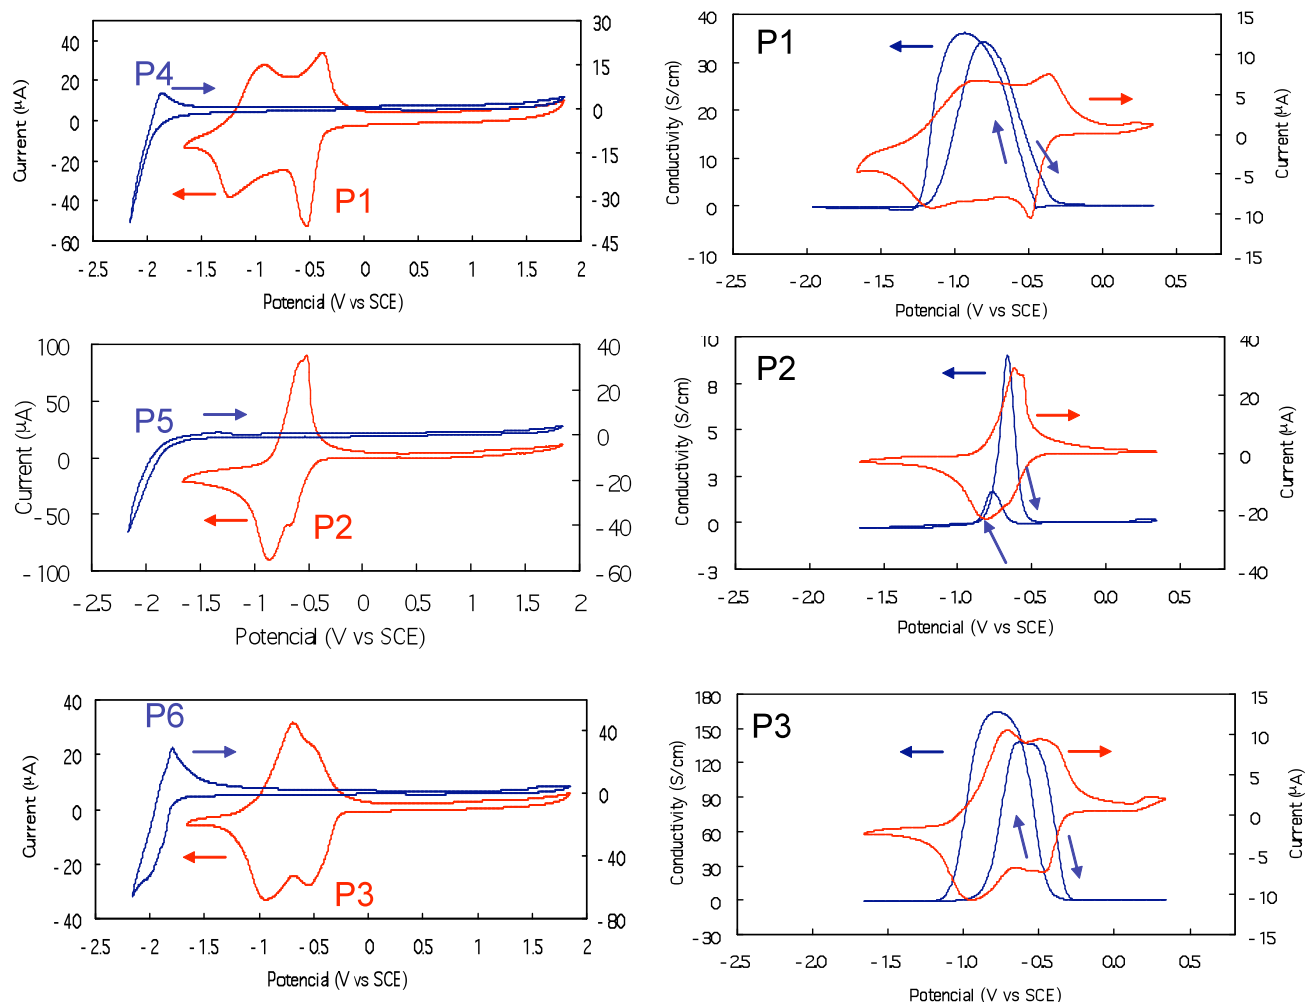 40
20
0
-20
-40
-60
Current (µA)
30
15
0
-15
-30
-45
P4
P1
-2.5 -2 -1.5 -1 -0.5 0 0.5 1 1.5 2
Potencial (V vs SCE)
40
30
20
10
0
-10
Conductivity (S/cm)
15
10
5
0
-5
-10
-15
Current (µA)
P1
-2.5 -2.0 -1.5 -1.0 -0.5 0.0 0.5
Potencial (V vs SCE)
100
50
0
-50
-100
Current (µA)
40
20
0
-20
-40
-60
P5
P2
-2.5 -2 -1.5 -1 -0.5 0 0.5 1 1.5 2
Potencial (V vs SCE)
10
8
5
3
0
-3
Conductivity (S/cm)
40
20
0
-20
-40
Current (µA)
P2
-2.5 -2.0 -1.5 -1.0 -0.5 0.0 0.5
Potencial (V vs SCE)
40
20
0
-20
-40
Current (µA)
40
0
-40
-80
P6
P3
-2.5 -2 -1.5 -1 -0.5 0 0.5 1 1.5 2
Potencial (V vs SCE)
180
150
120
90
60
30
0
-30
Conductivity (S/cm)
15
10
5
0
-5
-10
-15
Current (µA)
P3
-2.5 -2.0 -1.5 -1.0 -0.5 0.0 0.5
Potencial (V vs SCE)